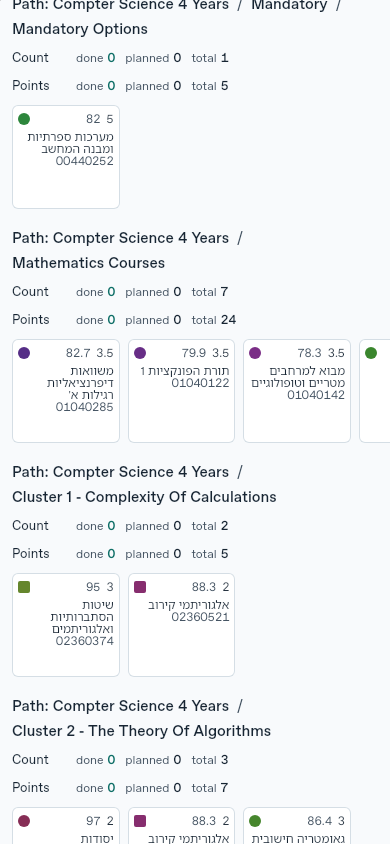 Path: Compter Science 4 Years / Mandatory /
Mandatory Options
Count done 0 planned 0 total 1
Points done 0 planned 0 total 5
82 5
מערכות ספרתיות
ומבנה המחשב
00440252
Path: Compter Science 4 Years /
Mathematics Courses
Count done 0 planned 0 total 7
Points done 0 planned 0 total 24
82.7 3.5
משוואות
דיפרנציאליות
רגילות א'
01040285
79.9 3.5
תורת הפונקציות 1
01040122
78.3 3.5
מבוא למרחבים
מטריים וטופולוגיים
01040142
Path: Compter Science 4 Years /
Cluster 1 - Complexity Of Calculations
Count done 0 planned 0 total 2
Points done 0 planned 0 total 5
95 3
שיטות
הסתברותיות
ואלגוריתמים
02360374
88.3 2
אלגוריתמי קירוב
02360521
Path: Compter Science 4 Years /
Cluster 2 - The Theory Of Algorithms
Count done 0 planned 0 total 3
Points done 0 planned 0 total 7
97 2
יסודות
88.3 2
אלגוריתמי קירוב
86.4 3
גאומטריה חישובית